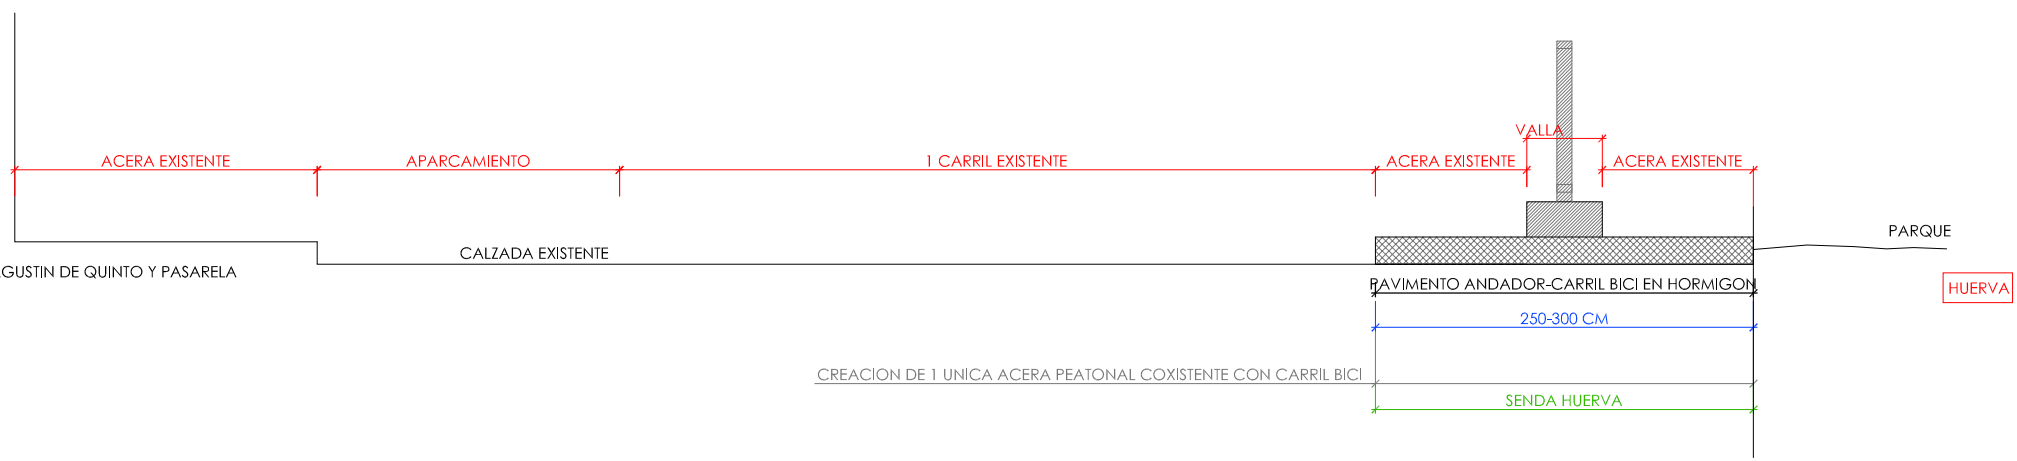 VALLA
ACERA EXISTENTE
APARCAMIENTO
1 CARRIL EXISTENTE
ACERA EXISTENTE
ACERA EXISTENTE
PARQUE
CALZADA EXISTENTE
GUSTIN DE QUINTO Y PASARELA
PAVIMENTO ANDADOR-CARRIL BICI EN HORMIGON
HUERVA
250-300 CM
CREACION DE 1 UNICA ACERA PEATONAL COXISTENTE CON CARRIL BICI
SENDA HUERVA